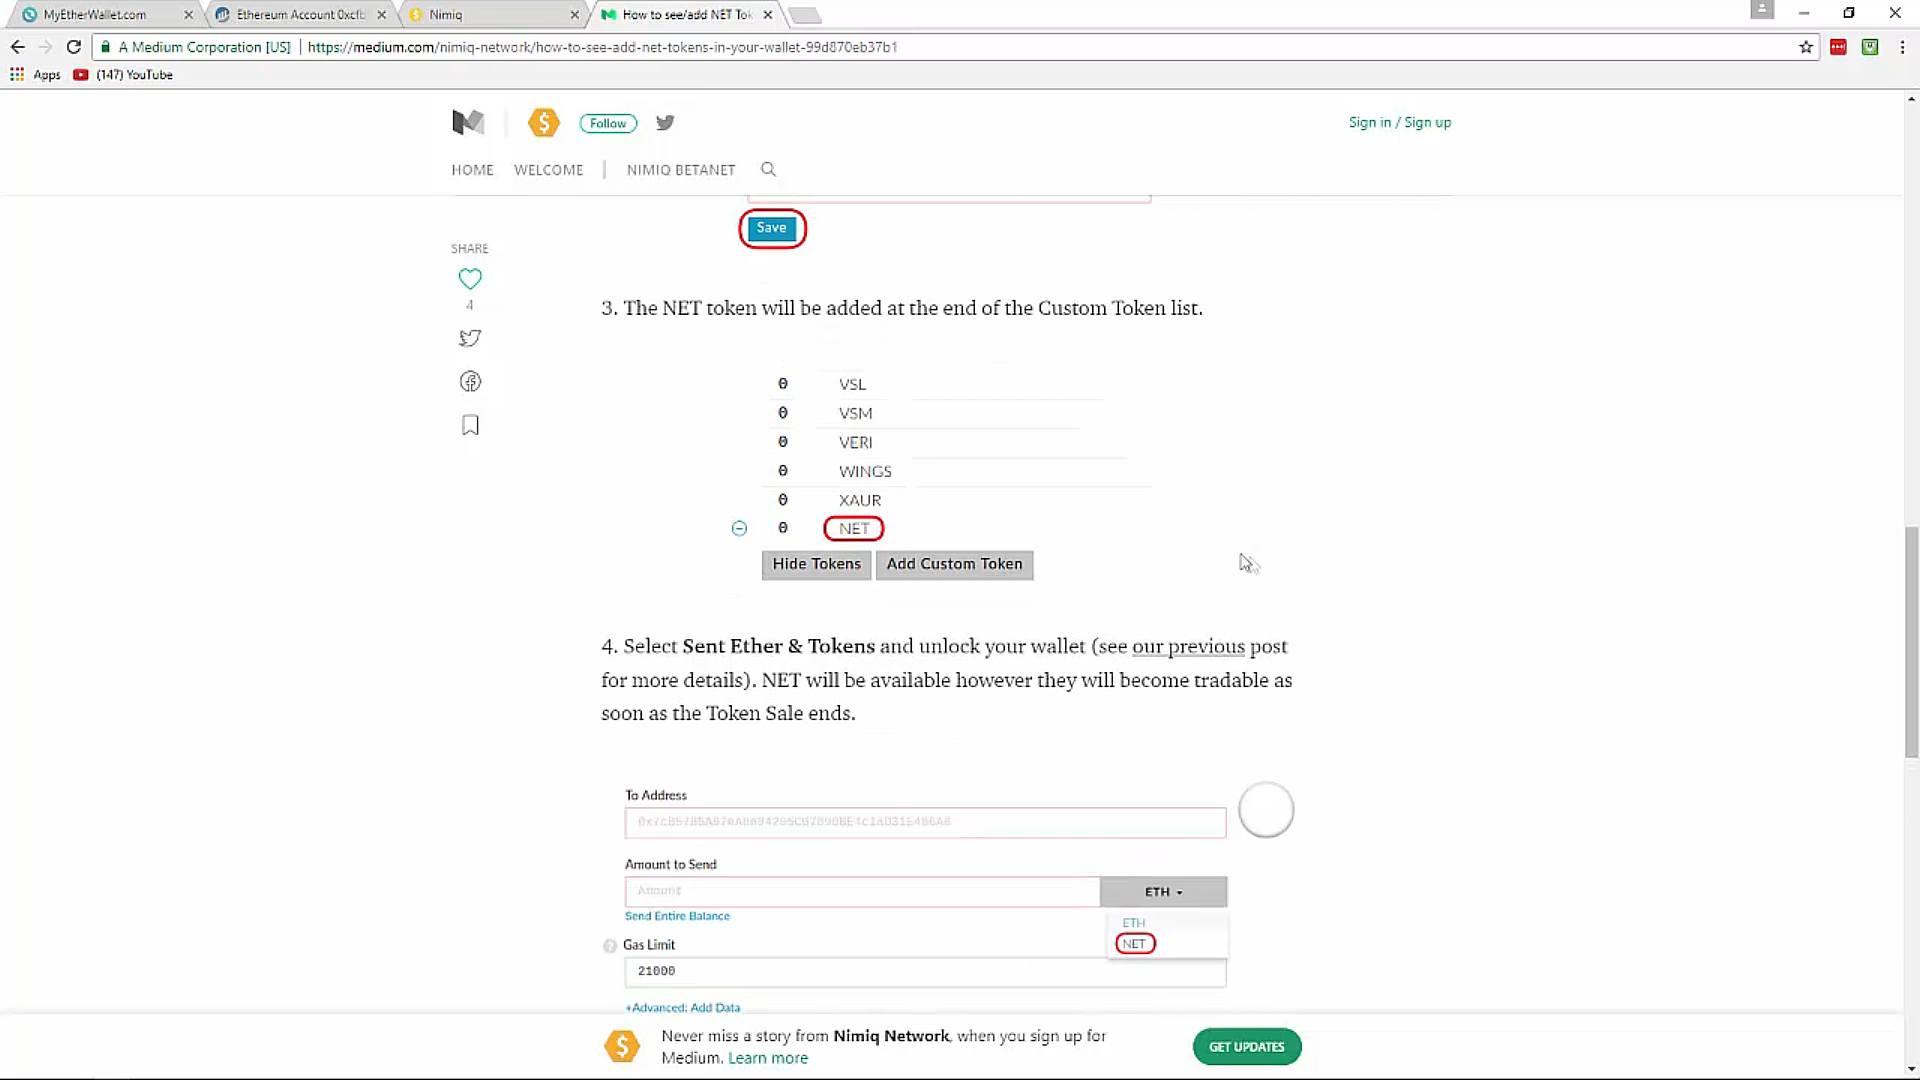 MyEtherWallet.com
Ethereum Account 0xcfb
Nimiq
How to see/add NET Tok
A Medium Corporation [US]
https://medium.com/nimiq-network/how-to-see-add-net-tokens-in-your-wallet-99d870eb37b1
Apps
(147) YouTube
Follow
Sign in / Sign up
HOME
WELCOME
NIMIQ BETANET
Save
SHARE
4
3. The NET token will be added at the end of the Custom Token list.
0 VSL
0 VSM
0 VERI
0 WINGS
0 XAUR
0 NET
Hide Tokens
Add Custom Token
4. Select Sent Ether & Tokens and unlock your wallet (see our previous post
for more details). NET will be available however they will become tradable as
soon as the Token Sale ends.
To Address
Amount to Send
Amount
ETH
Send Entire Balance
ETH
NET
Gas Limit
21000
+Advanced: Add Data
Never miss a story from Nimiq Network, when you sign up for
Medium. Learn more
GET UPDATES